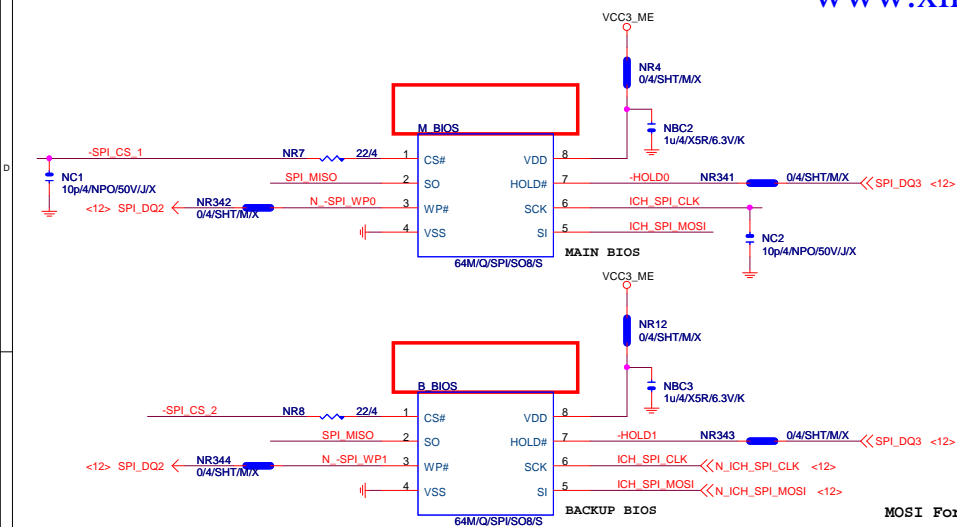 www.xin
VCC3_ME
NR4
0/4/SHT/M/X
NBC2
1u/4/X5R/6.3V/K
M_BIOS
-SPI_CS_1 NR7 22/4 1 CS# VDD 8
NC1
10p/4/NPO/50V/J/X
SPI_MISO 2 SO HOLD# 7 -HOLD0 NR341 0/4/SHT/M/X SPI_DQ3 <12>
<12> SPI_DQ2 NR342 0/4/SHT/M/X N_-SPI_WP0 3 WP# SCK 6 ICH_SPI_CLK
4 VSS SI 5 ICH_SPI_MOSI
NC2
10p/4/NPO/50V/J/X
MAIN BIOS
64M/Q/SPI/SO8/S
D
VCC3_ME
NR12
0/4/SHT/M/X
NBC3
1u/4/X5R/6.3V/K
B_BIOS
-SPI_CS_2 NR8 22/4 1 CS# VDD 8
SPI_MISO 2 SO HOLD# 7 -HOLD1 NR343 0/4/SHT/M/X SPI_DQ3 <12>
<12> SPI_DQ2 NR344 0/4/SHT/M/X N_-SPI_WP1 3 WP# SCK 6 ICH_SPI_CLK N_ICH_SPI_CLK <12>
4 VSS SI 5 ICH_SPI_MOSI N_ICH_SPI_MOSI <12>
BACKUP BIOS
64M/Q/SPI/SO8/S
MOSI For